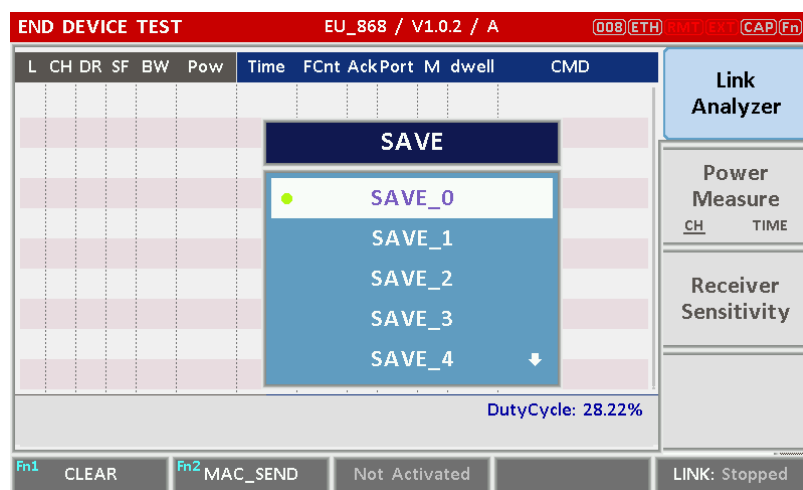 END DEVICE TEST EU_868 / V1.0.2 / A 008 ETH RMT EXT CAP Fn
L CH DR SF BW Pow Time FCnt Ack Port M dwell CMD
SAVE
SAVE_0
SAVE_1
SAVE_2
SAVE_3
SAVE_4
DutyCycle: 28.22%
Link
Analyzer
Power
Measure
CH TIME
Receiver
Sensitivity
Fn1 CLEAR Fn2 MAC_SEND Not Activated LINK: Stopped